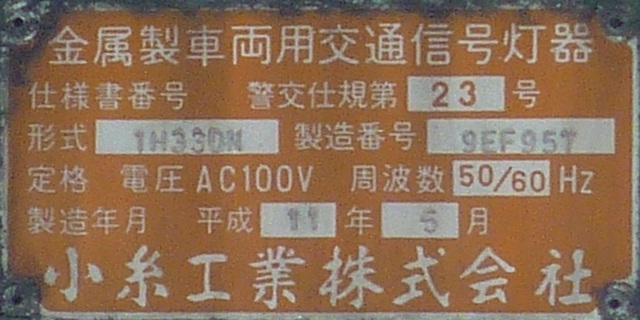 金属製車両用交通信号灯器
仕様書番号 警交仕規第 23 号
形式 1H33DN 製造番号 9EF957
定格 電圧 AC100V 周波数 50/60 Hz
製造年月 平成 11 年 5 月
小糸工業株式会社